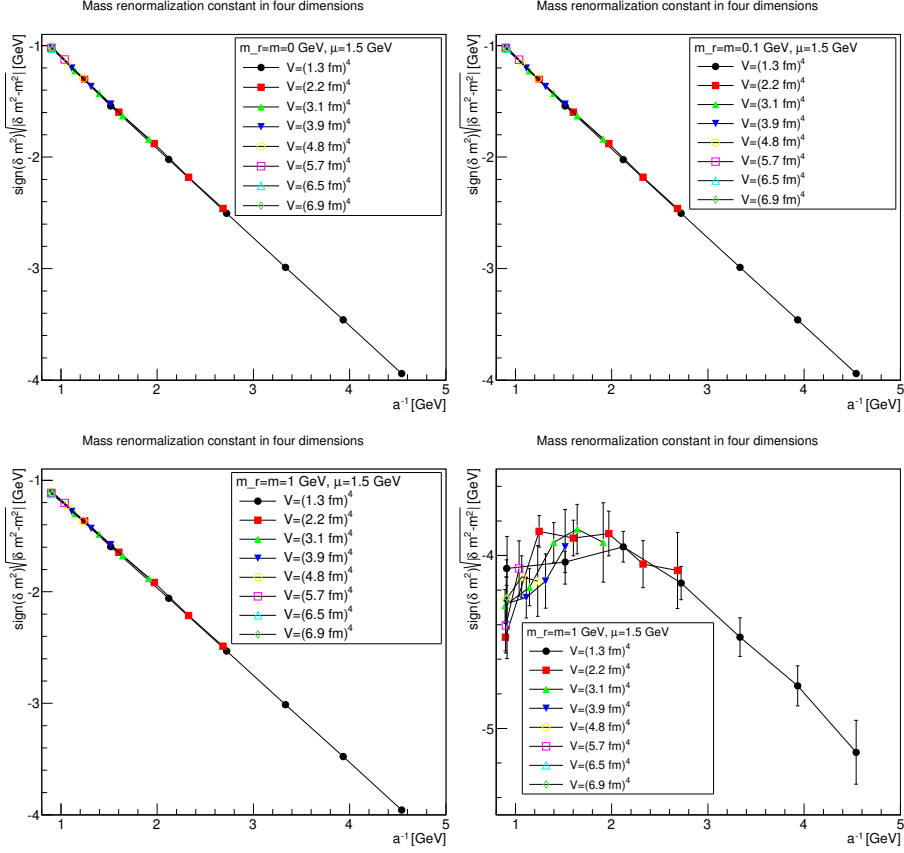 Mass renormalization constant in four dimensions
sign(δ m²)√|δ m²-m²| [GeV]
-1
-2
-3
-4
m_r=m=0 GeV, μ=1.5 GeV
V=(1.3 fm)⁴
V=(2.2 fm)⁴
V=(3.1 fm)⁴
V=(3.9 fm)⁴
V=(4.8 fm)⁴
V=(5.7 fm)⁴
V=(6.5 fm)⁴
V=(6.9 fm)⁴
1 2 3 4 5
a⁻¹ [GeV]
Mass renormalization constant in four dimensions
sign(δ m²)√|δ m²-m²| [GeV]
-1
-2
-3
-4
m_r=m=0.1 GeV, μ=1.5 GeV
V=(1.3 fm)⁴
V=(2.2 fm)⁴
V=(3.1 fm)⁴
V=(3.9 fm)⁴
V=(4.8 fm)⁴
V=(5.7 fm)⁴
V=(6.5 fm)⁴
V=(6.9 fm)⁴
1 2 3 4 5
a⁻¹ [GeV]
Mass renormalization constant in four dimensions
sign(δ m²)√|δ m²-m²| [GeV]
-1
-2
-3
-4
m_r=m=1 GeV, μ=1.5 GeV
V=(1.3 fm)⁴
V=(2.2 fm)⁴
V=(3.1 fm)⁴
V=(3.9 fm)⁴
V=(4.8 fm)⁴
V=(5.7 fm)⁴
V=(6.5 fm)⁴
V=(6.9 fm)⁴
1 2 3 4 5
a⁻¹ [GeV]
Mass renormalization constant in four dimensions
sign(δ m²)√|δ m²-m²| [GeV]
-4
-5
m_r=m=1 GeV, μ=1.5 GeV
V=(1.3 fm)⁴
V=(2.2 fm)⁴
V=(3.1 fm)⁴
V=(3.9 fm)⁴
V=(4.8 fm)⁴
V=(5.7 fm)⁴
V=(6.5 fm)⁴
V=(6.9 fm)⁴
1 2 3 4 5
a⁻¹ [GeV]